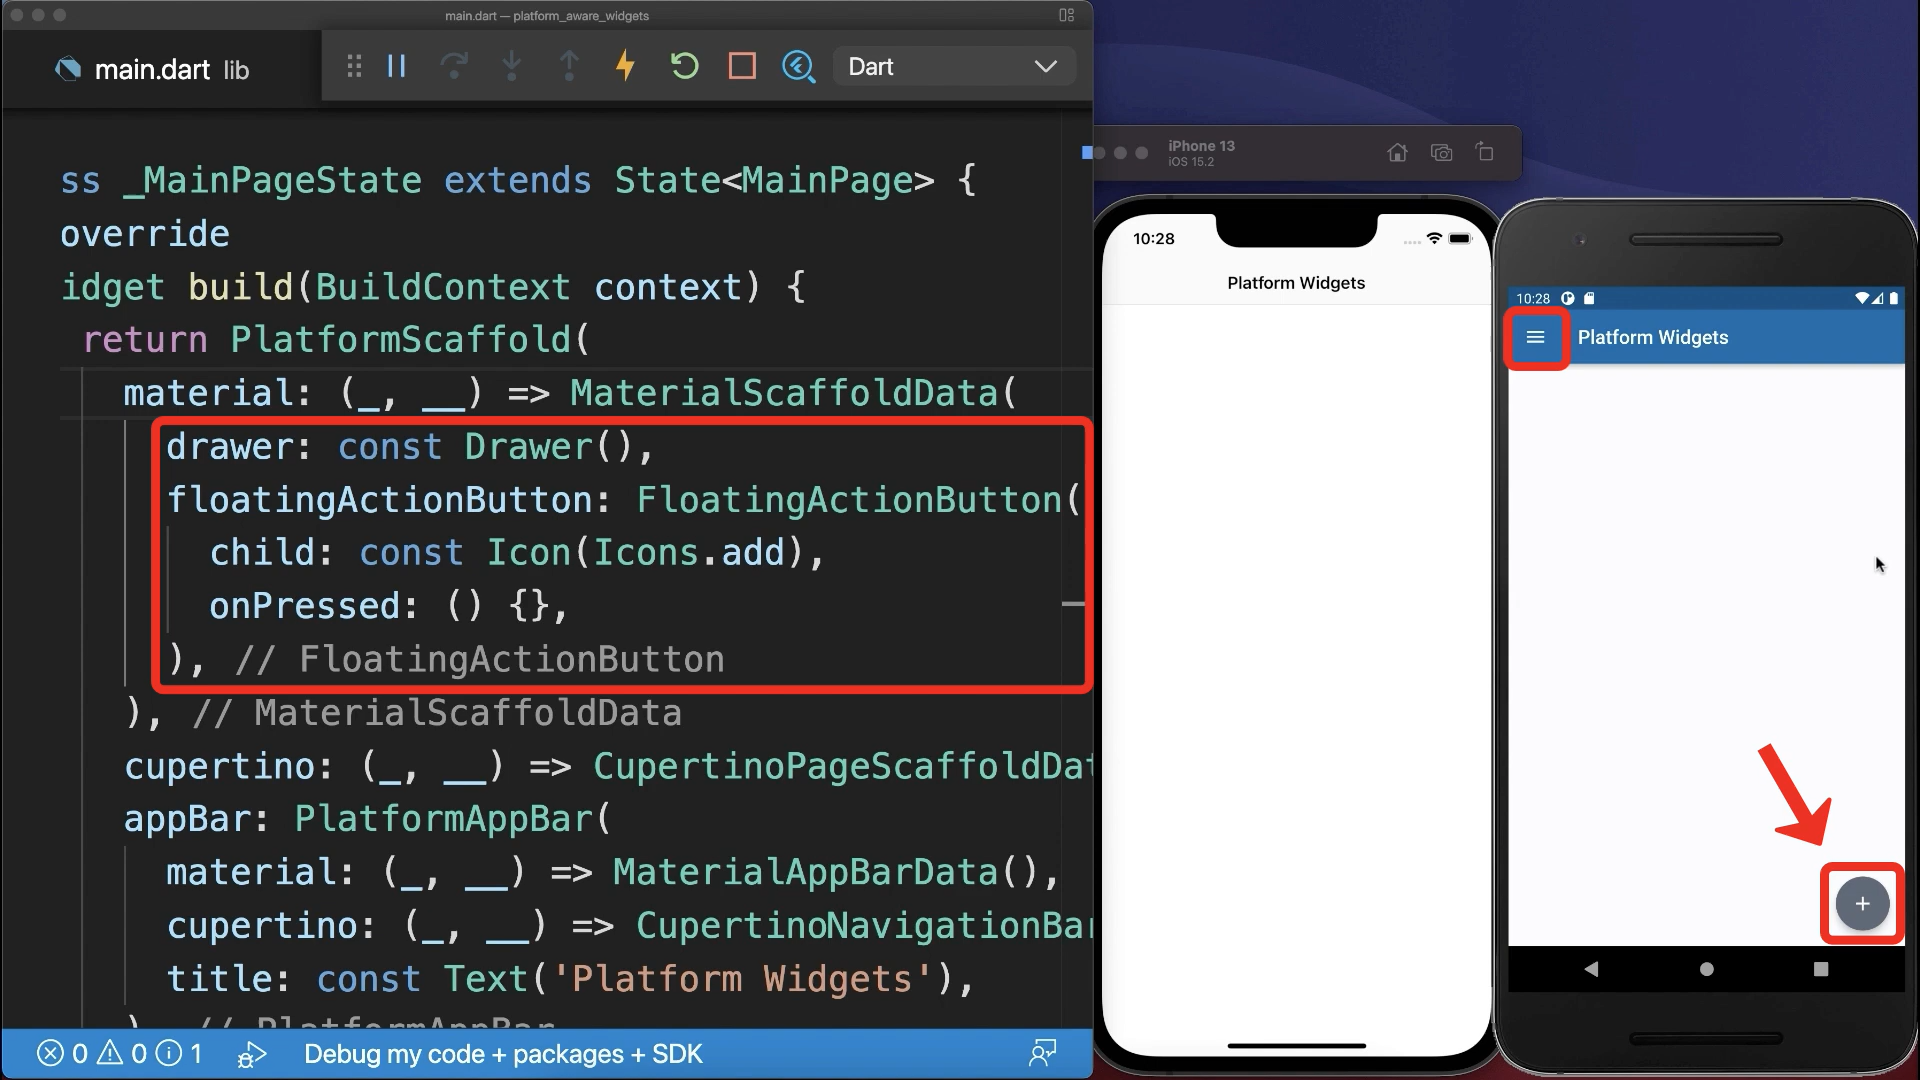 main.dart — platform_aware_widgets
main.dart lib
Dart
ss _MainPageState extends State<MainPage> {
override
idget build(BuildContext context) {
return PlatformScaffold(
material: (_, __) => MaterialScaffoldData(
drawer: const Drawer(),
floatingActionButton: FloatingActionButton(
child: const Icon(Icons.add),
onPressed: () {},
), // FloatingActionButton
), // MaterialScaffoldData
cupertino: (_, __) => CupertinoPageScaffoldDat
appBar: PlatformAppBar(
material: (_, __) => MaterialAppBarData(),
cupertino: (_, __) => CupertinoNavigationBar
title: const Text('Platform Widgets'),
), // PlatformAppBar
0 0 1 Debug my code + packages + SDK
iPhone 13
iOS 15.2
10:28
Platform Widgets
10:28
Platform Widgets